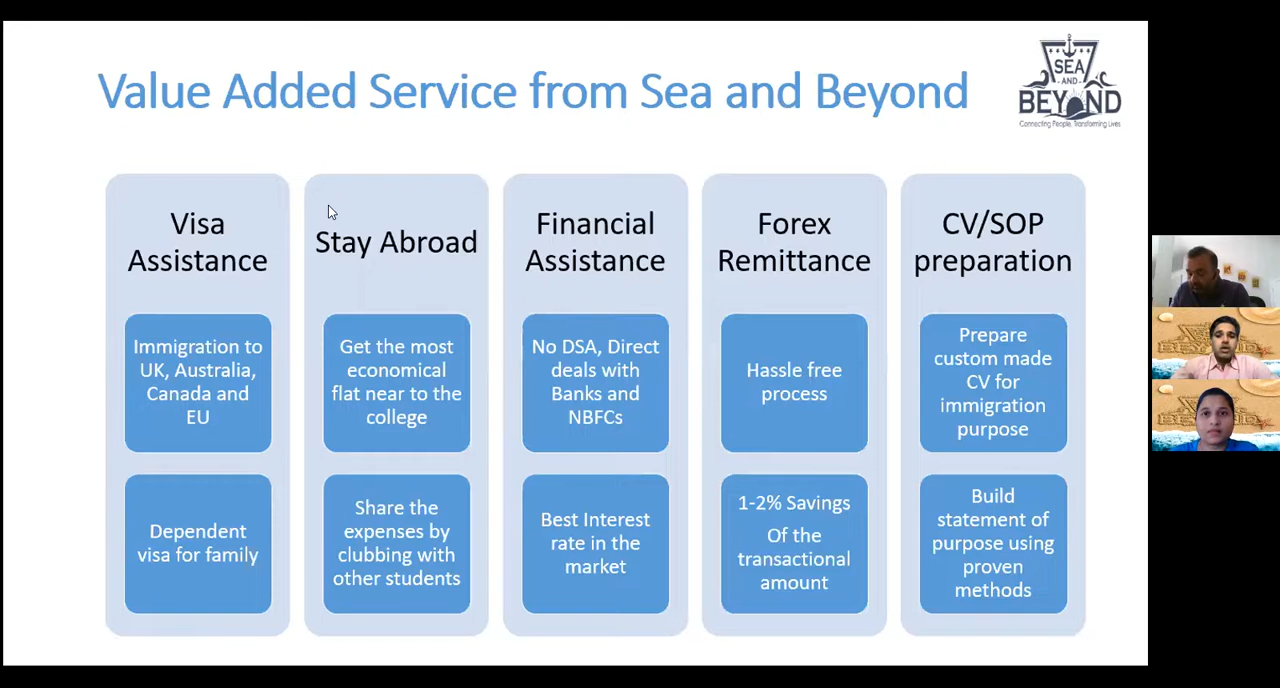 Value Added Service from Sea and Beyond
SEA
AND
BEYOND
Connecting People, Transforming Lives
Visa
Assistance
Immigration to
UK, Australia,
Canada and
EU
Dependent
visa for family
Stay Abroad
Get the most
economical
flat near to the
college
Share the
expenses by
clubbing with
other students
Financial
Assistance
No DSA, Direct
deals with
Banks and
NBFCs
Best Interest
rate in the
market
Forex
Remittance
Hassle free
process
1-2% Savings
Of the
transactional
amount
CV/SOP
preparation
Prepare
custom made
CV for
immigration
purpose
Build
statement of
purpose using
proven
methods